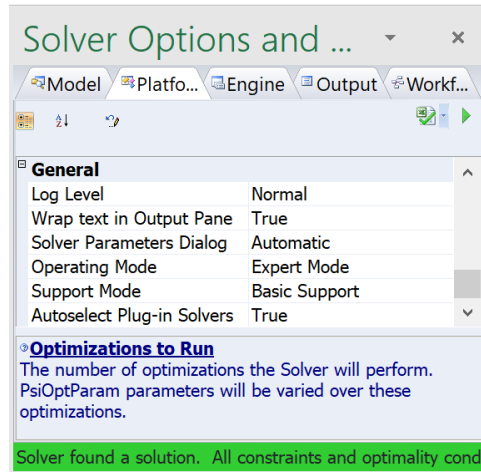 Solver Options and ...
Model Platfo... Engine Output Workf...
General
Log Level Normal
Wrap text in Output Pane True
Solver Parameters Dialog Automatic
Operating Mode Expert Mode
Support Mode Basic Support
Autoselect Plug-in Solvers True
Optimizations to Run
The number of optimizations the Solver will perform.
PsiOptParam parameters will be varied over these
optimizations.
Solver found a solution. All constraints and optimality cond